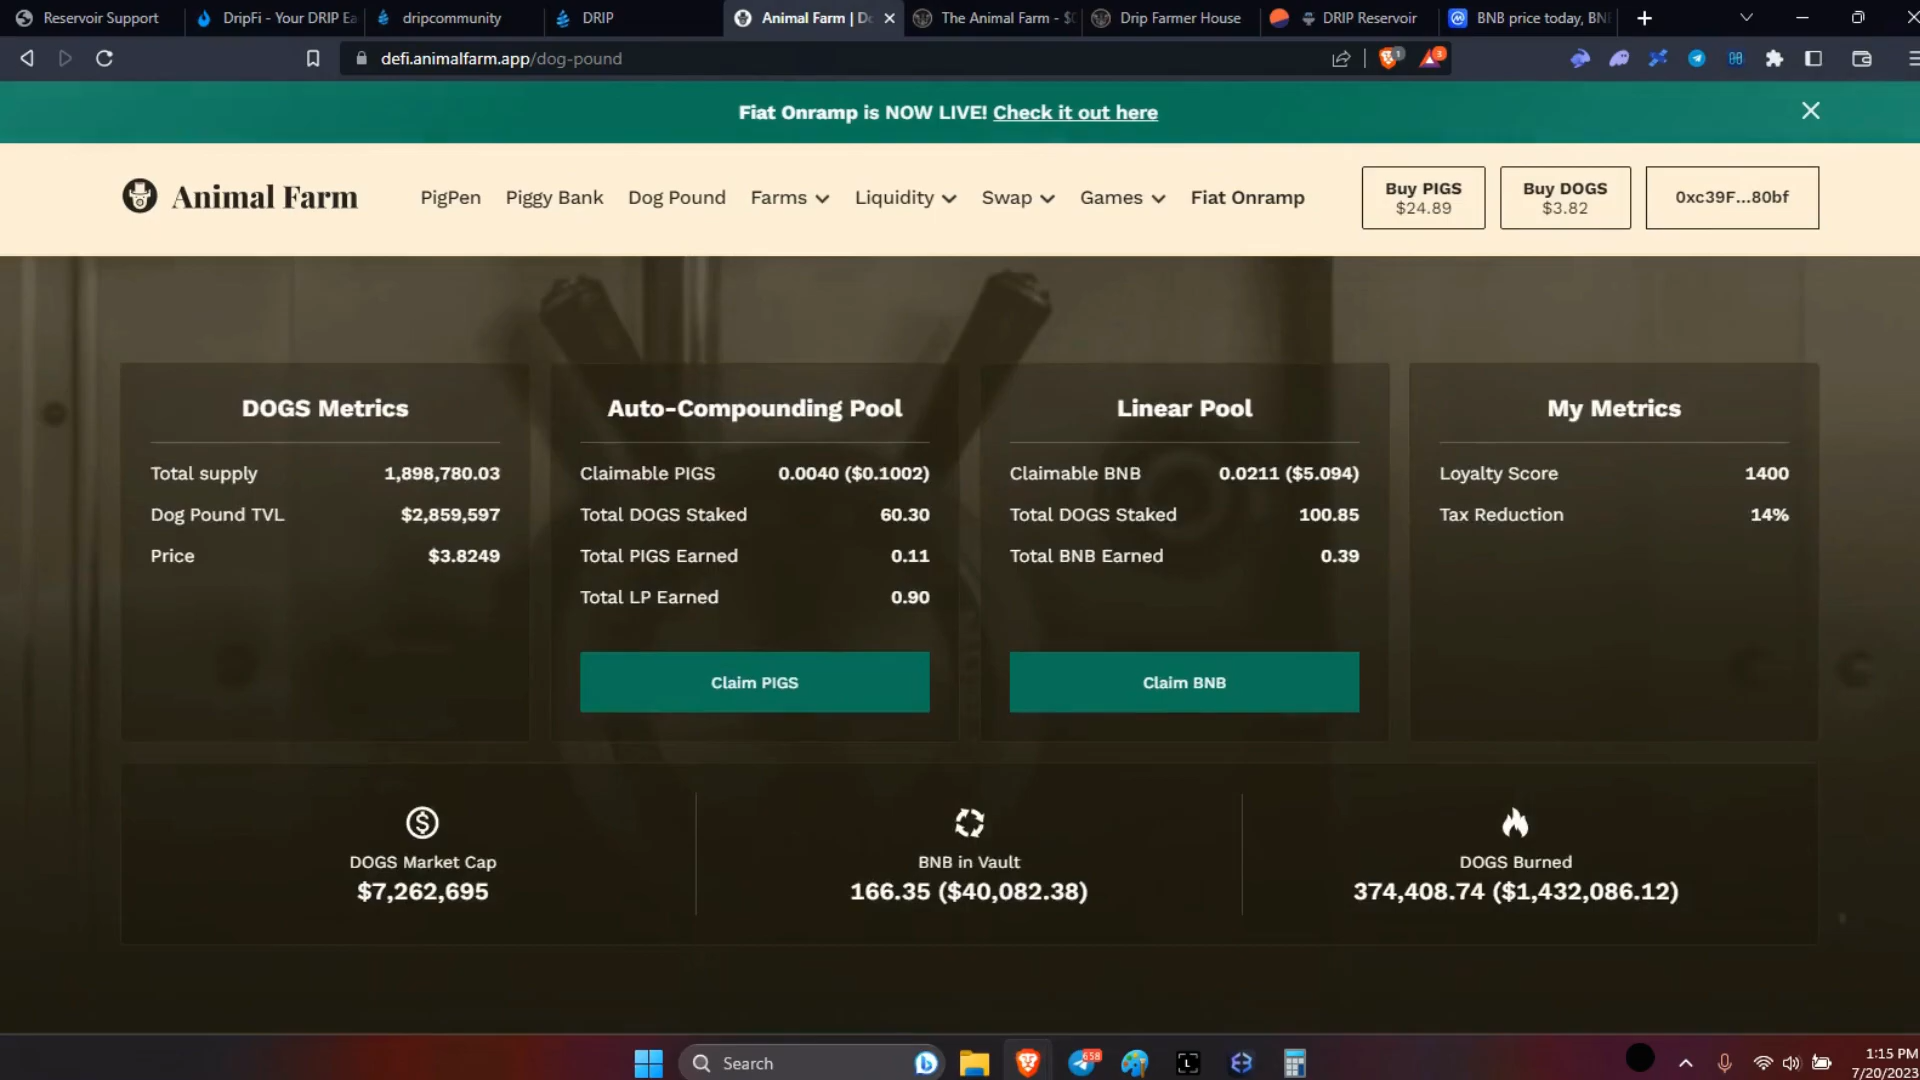 Reservoir Support
DripFi - Your DRIP Ea
dripcommunity
DRIP
Animal Farm | Do
The Animal Farm - $
Drip Farmer House
DRIP Reservoir
BNB price today, BN
defi.animalfarm.app/dog-pound
1
3
Fiat Onramp is NOW LIVE! Check it out here
Animal Farm
PigPen
Piggy Bank
Dog Pound
Farms
Liquidity
Swap
Games
Fiat Onramp
Buy PIGS
$24.89
Buy DOGS
$3.82
0xc39F...80bf
DOGS Metrics
Total supply 1,898,780.03
Dog Pound TVL $2,859,597
Price $3.8249
Auto-Compounding Pool
Claimable PIGS 0.0040 ($0.1002)
Total DOGS Staked 60.30
Total PIGS Earned 0.11
Total LP Earned 0.90
Claim PIGS
Linear Pool
Claimable BNB 0.0211 ($5.094)
Total DOGS Staked 100.85
Total BNB Earned 0.39
Claim BNB
My Metrics
Loyalty Score 1400
Tax Reduction 14%
DOGS Market Cap
$7,262,695
BNB in Vault
166.35 ($40,082.38)
DOGS Burned
374,408.74 ($1,432,086.12)
Search
658
1:15 PM
7/20/2023